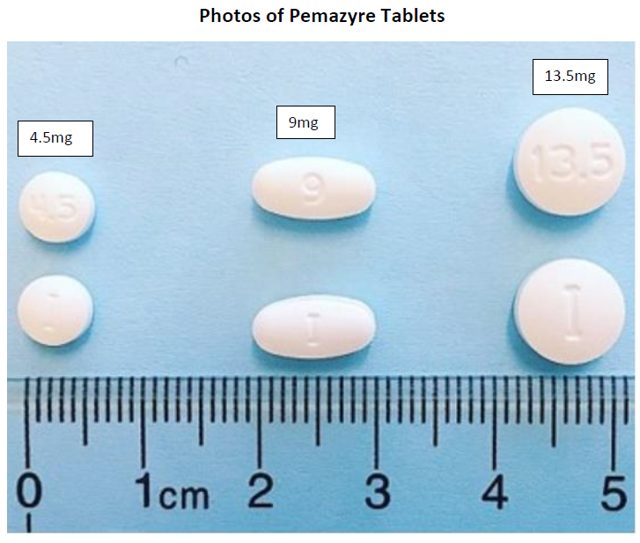 Photos of Pemazyre Tablets
13.5mg
4.5mg
9mg
4.5
9
13.5
I
I
I
0 1cm 2 3 4 5